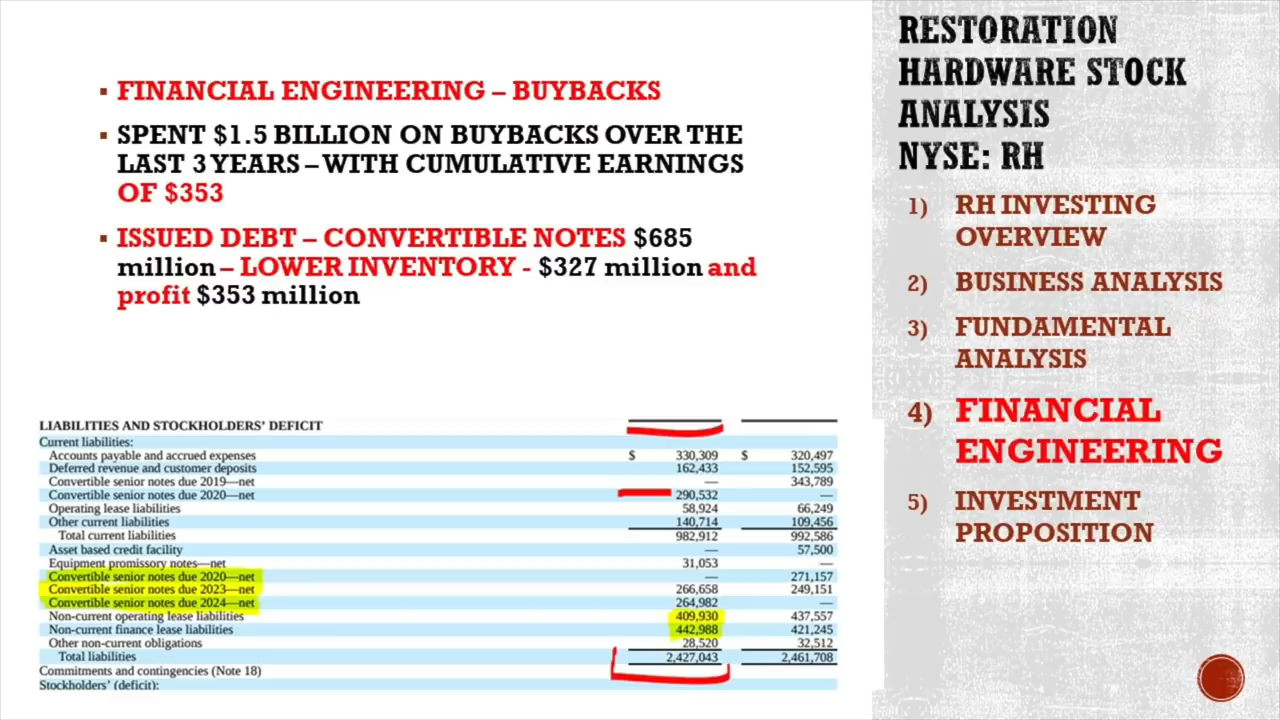 FINANCIAL ENGINEERING – BUYBACKS
SPENT $1.5 BILLION ON BUYBACKS OVER THE
LAST 3 YEARS – WITH CUMULATIVE EARNINGS
OF $353
ISSUED DEBT – CONVERTIBLE NOTES $685
million – LOWER INVENTORY - $327 million and
profit $353 million
LIABILITIES AND STOCKHOLDERS' DEFICIT
Current liabilities:
Accounts payable and accrued expenses $ 330,309 $ 320,497
Deferred revenue and customer deposits 162,433 152,595
Convertible senior notes due 2019—net — 343,789
Convertible senior notes due 2020—net 290,532 —
Operating lease liabilities 58,924 66,249
Other current liabilities 140,714 109,456
Total current liabilities 982,912 992,586
Asset based credit facility — 57,500
Equipment promissory notes—net 31,053 —
Convertible senior notes due 2020—net — 271,157
Convertible senior notes due 2023—net 266,658 249,151
Convertible senior notes due 2024—net 264,982 —
Non-current operating lease liabilities 409,930 437,557
Non-current finance lease liabilities 442,988 421,245
Other non-current obligations 28,520 32,512
Total liabilities 2,427,043 2,461,708
Commitments and contingencies (Note 18)
Stockholders' (deficit):
RESTORATION
HARDWARE STOCK
ANALYSIS
NYSE: RH
1) RH INVESTING
OVERVIEW
2) BUSINESS ANALYSIS
3) FUNDAMENTAL
ANALYSIS
4) FINANCIAL
ENGINEERING
5) INVESTMENT
PROPOSITION